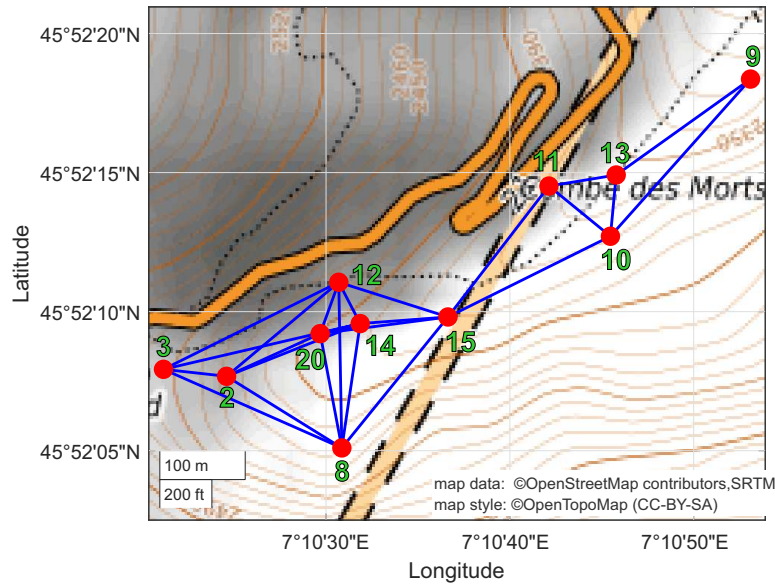 45°52'20"N
45°52'15"N
45°52'10"N
45°52'05"N
Latitude
7°10'30"E
7°10'40"E
7°10'50"E
Longitude
9
13
11
Combe des Morts
10
12
3
20
14
15
2
8
2460
2450
100 m
200 ft
map data: ©OpenStreetMap contributors,SRTM
map style: ©OpenTopoMap (CC-BY-SA)